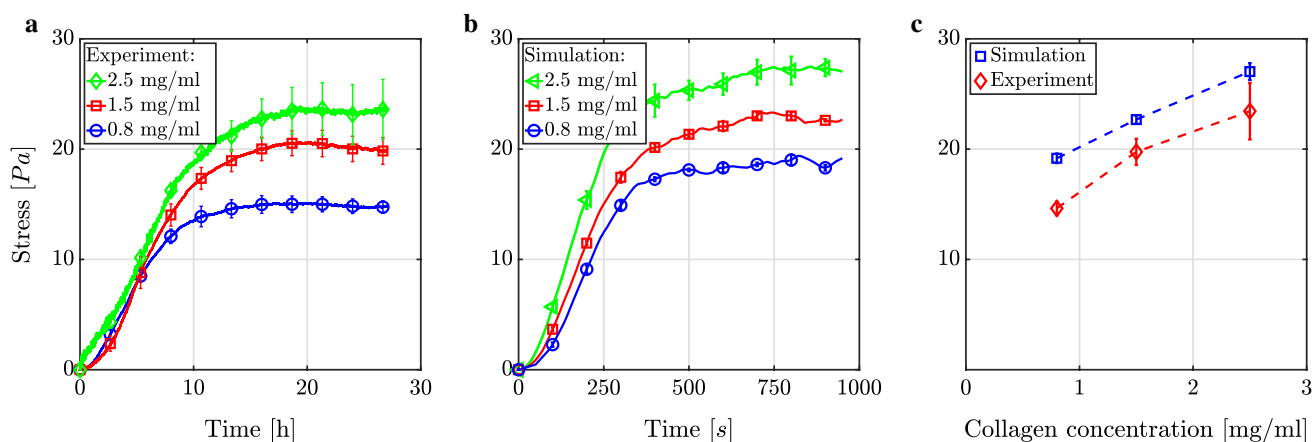 a
30
20
10
0
Stress [Pa]
Experiment:
2.5 mg/ml
1.5 mg/ml
0.8 mg/ml
0 10 20 30
Time [h]
b
30
20
10
0
Simulation:
2.5 mg/ml
1.5 mg/ml
0.8 mg/ml
0 250 500 750 1000
Time [s]
c
30
20
10
0
Simulation
Experiment
0 1 2 3
Collagen concentration [mg/ml]